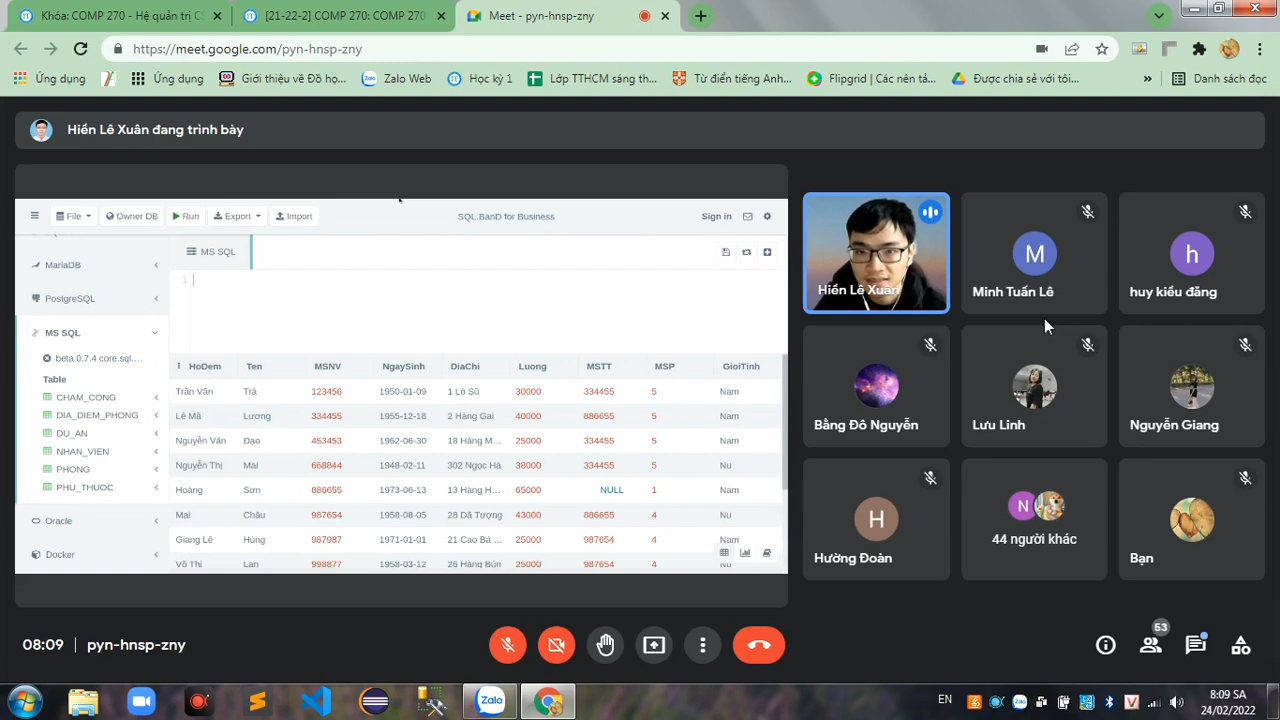 Khóa: COMP 270 - Hệ quản trị CS
[21-22-2] COMP 270: COMP 270
Meet - pyn-hnsp-zny
https://meet.google.com/pyn-hnsp-zny
Ứng dụng
Ứng dụng
Giới thiệu về Đồ họ...
Zalo Web
Học kỳ 1
Lớp TTHCM sáng th...
Từ điển tiếng Anh...
Flipgrid | Các nên tả...
Được chia sẻ với tôi...
»
Danh sách đọc
Hiền Lê Xuân đang trình bày
File
Owner DB
Run
Export
Import
SQL.BanD for Business
Sign in
MariaDB
PostgreSQL
MS SQL
beta 0.7.4 core.sql....
Table
CHAM_CONG
DIA_DIEM_PHONG
DU_AN
NHAN_VIEN
PHONG
PHU_THUOC
Oracle
Docker
MS SQL
1
HoDem Ten MSNV NgaySinh DiaChi Luong MSTT MSP GioiTinh
Trần Văn Trà 123456 1950-01-09 1 Lò Sũ 30000 334455 5 Nam
Lê Mã Lương 334455 1955-12-18 2 Hàng Gai 40000 886655 5 Nam
Nguyễn Văn Đạo 453453 1962-06-30 18 Hàng M... 25000 334455 5 Nam
Nguyễn Thị Mai 668844 1948-02-11 302 Ngọc Hà 38000 334455 5 Nu
Hoàng Sơn 886655 1973-06-13 13 Hàng H... 65000 NULL 1 Nam
Mai Châu 987654 1958-08-05 28 Dã Tượng 43000 886655 4 Nu
Giang Lê Hùng 987987 1971-01-01 21 Cao Bá ... 25000 987654 4 Nam
Võ Thị Lan 998877 1958-03-12 26 Hàng Bún 25000 987654 4 Nu
Hiền Lê Xuân
M
Minh Tuấn Lê
h
huy kiều đăng
Bằng Đô Nguyễn
Lưu Linh
Nguyễn Giang
H
Hường Đoàn
N
44 người khác
Bạn
08:09 | pyn-hnsp-zny
53
Zalo
EN
8:09 SA
24/02/2022